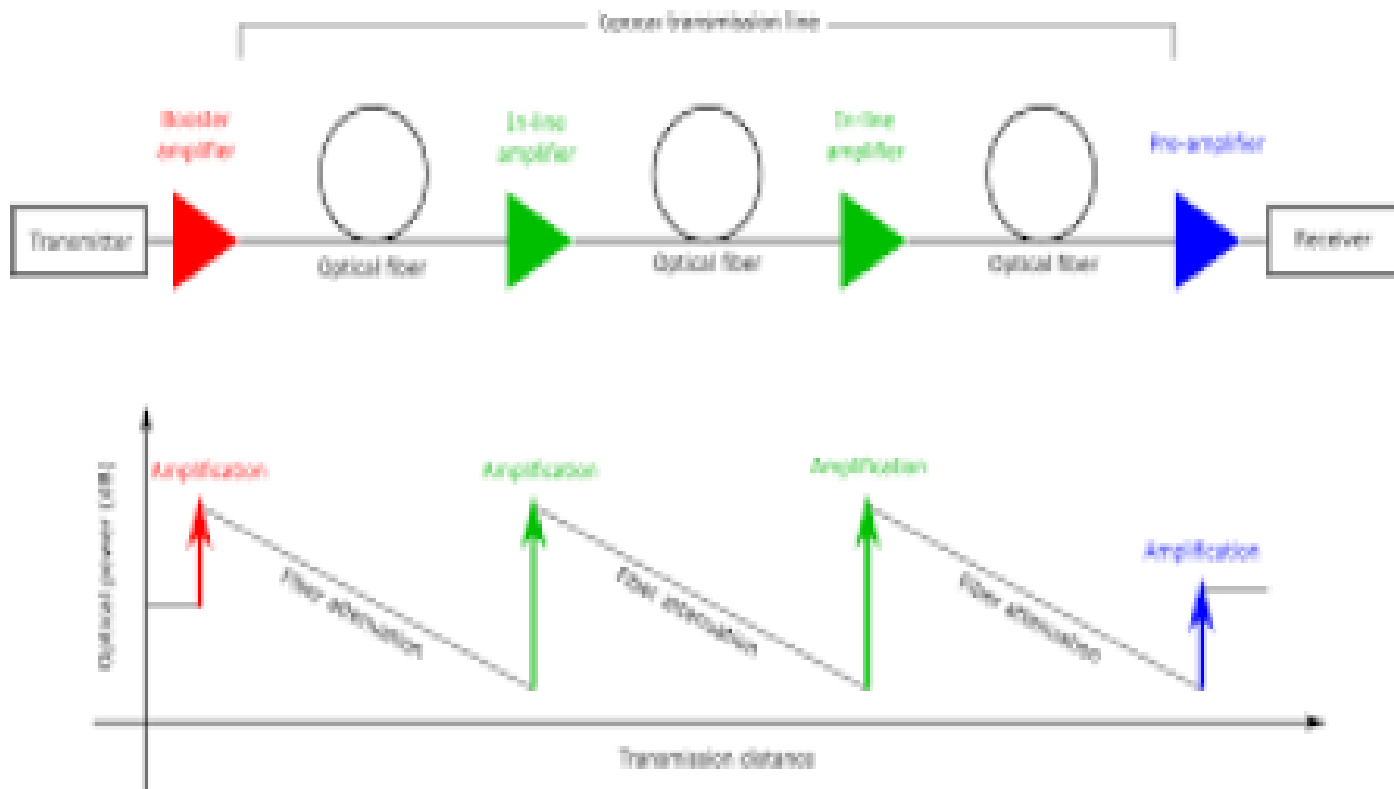 Optical transmission line
Booster
amplifier
In-line
amplifier
In-line
amplifier
Pre-amplifier
Transmitter
Optical fiber
Optical fiber
Optical fiber
Receiver
Optical power [dB]
Amplification
Amplification
Amplification
Amplification
Fiber attenuation
Fiber attenuation
Fiber attenuation
Transmission distance